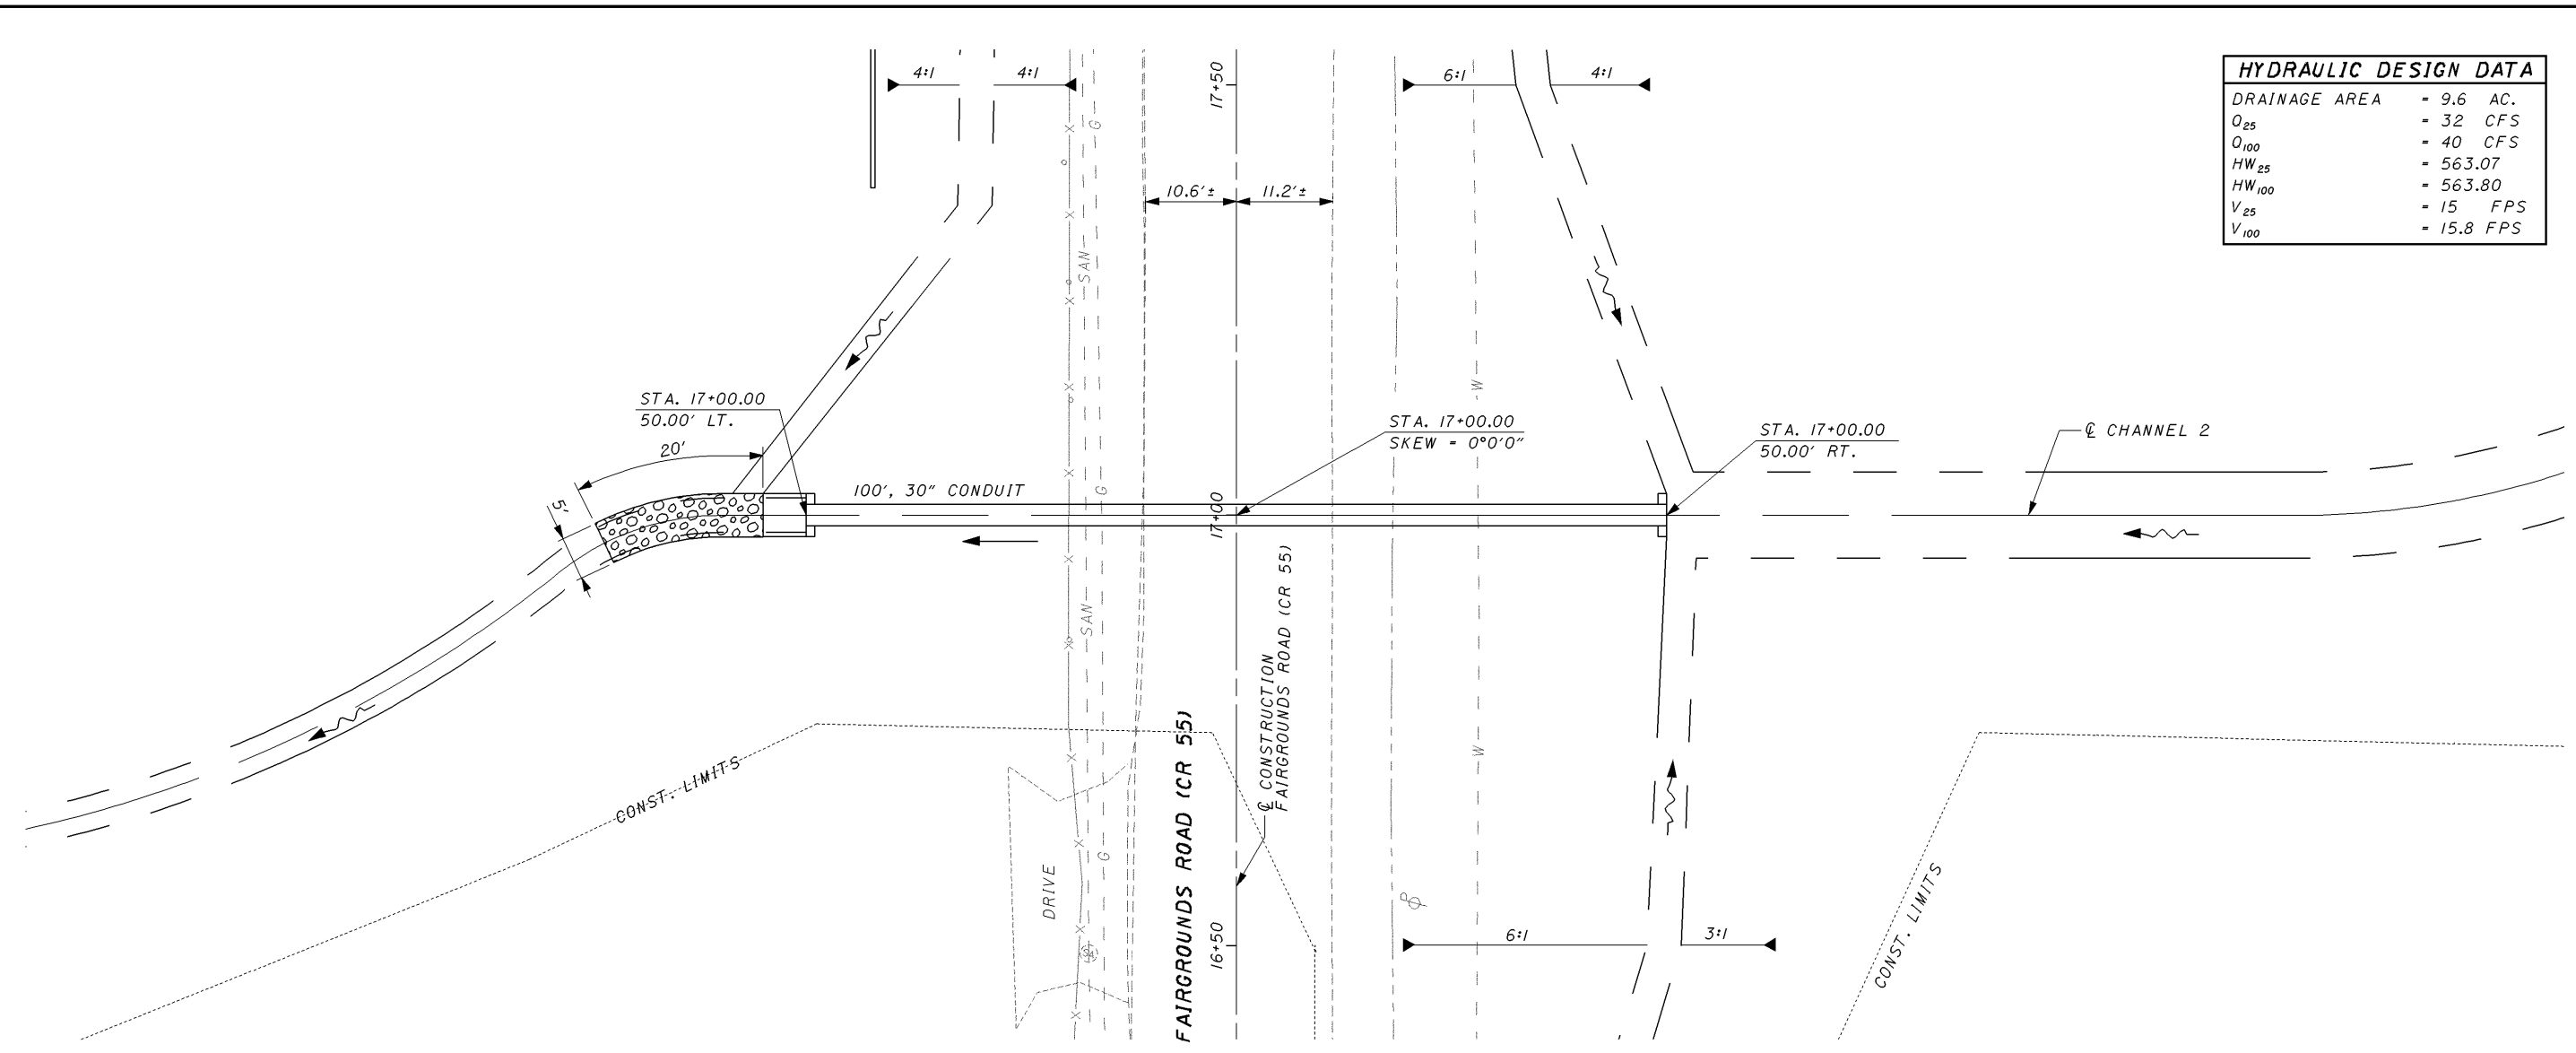 HYDRAULIC DESIGN DATA
DRAINAGE AREA = 9.6 AC.
Q25 = 32 CFS
Q100 = 40 CFS
HW25 = 563.07
HW100 = 563.80
V25 = 15 FPS
V100 = 15.8 FPS
4:1
4:1
17+50
6:1
4:1
G
SAN
10.6'±
11.2'±
X
X
X
X
W
STA. 17+00.00
50.00' LT.
20'
5'
STA. 17+00.00
SKEW = 0°0'0"
STA. 17+00.00
50.00' RT.
℄ CHANNEL 2
100', 30" CONDUIT
17+00
X
G
X
SAN
X
X
W
℄ CONSTRUCTION
FAIRGROUNDS ROAD (CR 55)
FAIRGROUNDS ROAD (CR 55)
CONST. LIMITS
X
X
G
DRIVE
X
16+50
6:1
3:1
CONST. LIMITS
X